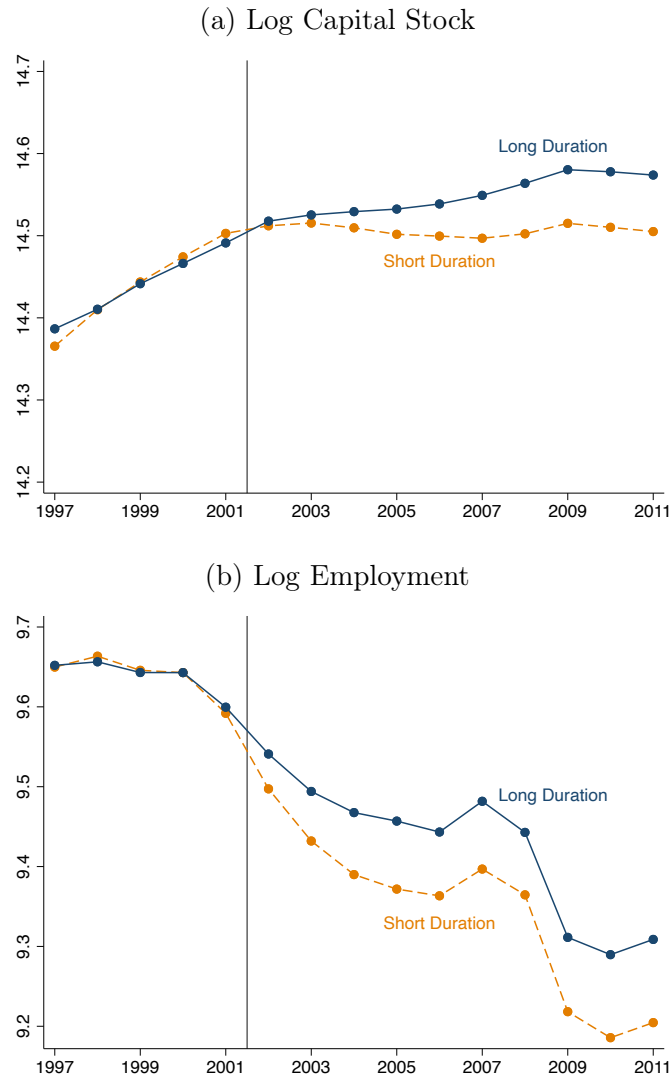 (a) Log Capital Stock
14.7
14.6
14.5
14.4
14.3
14.2
Long Duration
Short Duration
1997 1999 2001 2003 2005 2007 2009 2011
(b) Log Employment
9.7
9.6
9.5
9.4
9.3
9.2
Long Duration
Short Duration
1997 1999 2001 2003 2005 2007 2009 2011